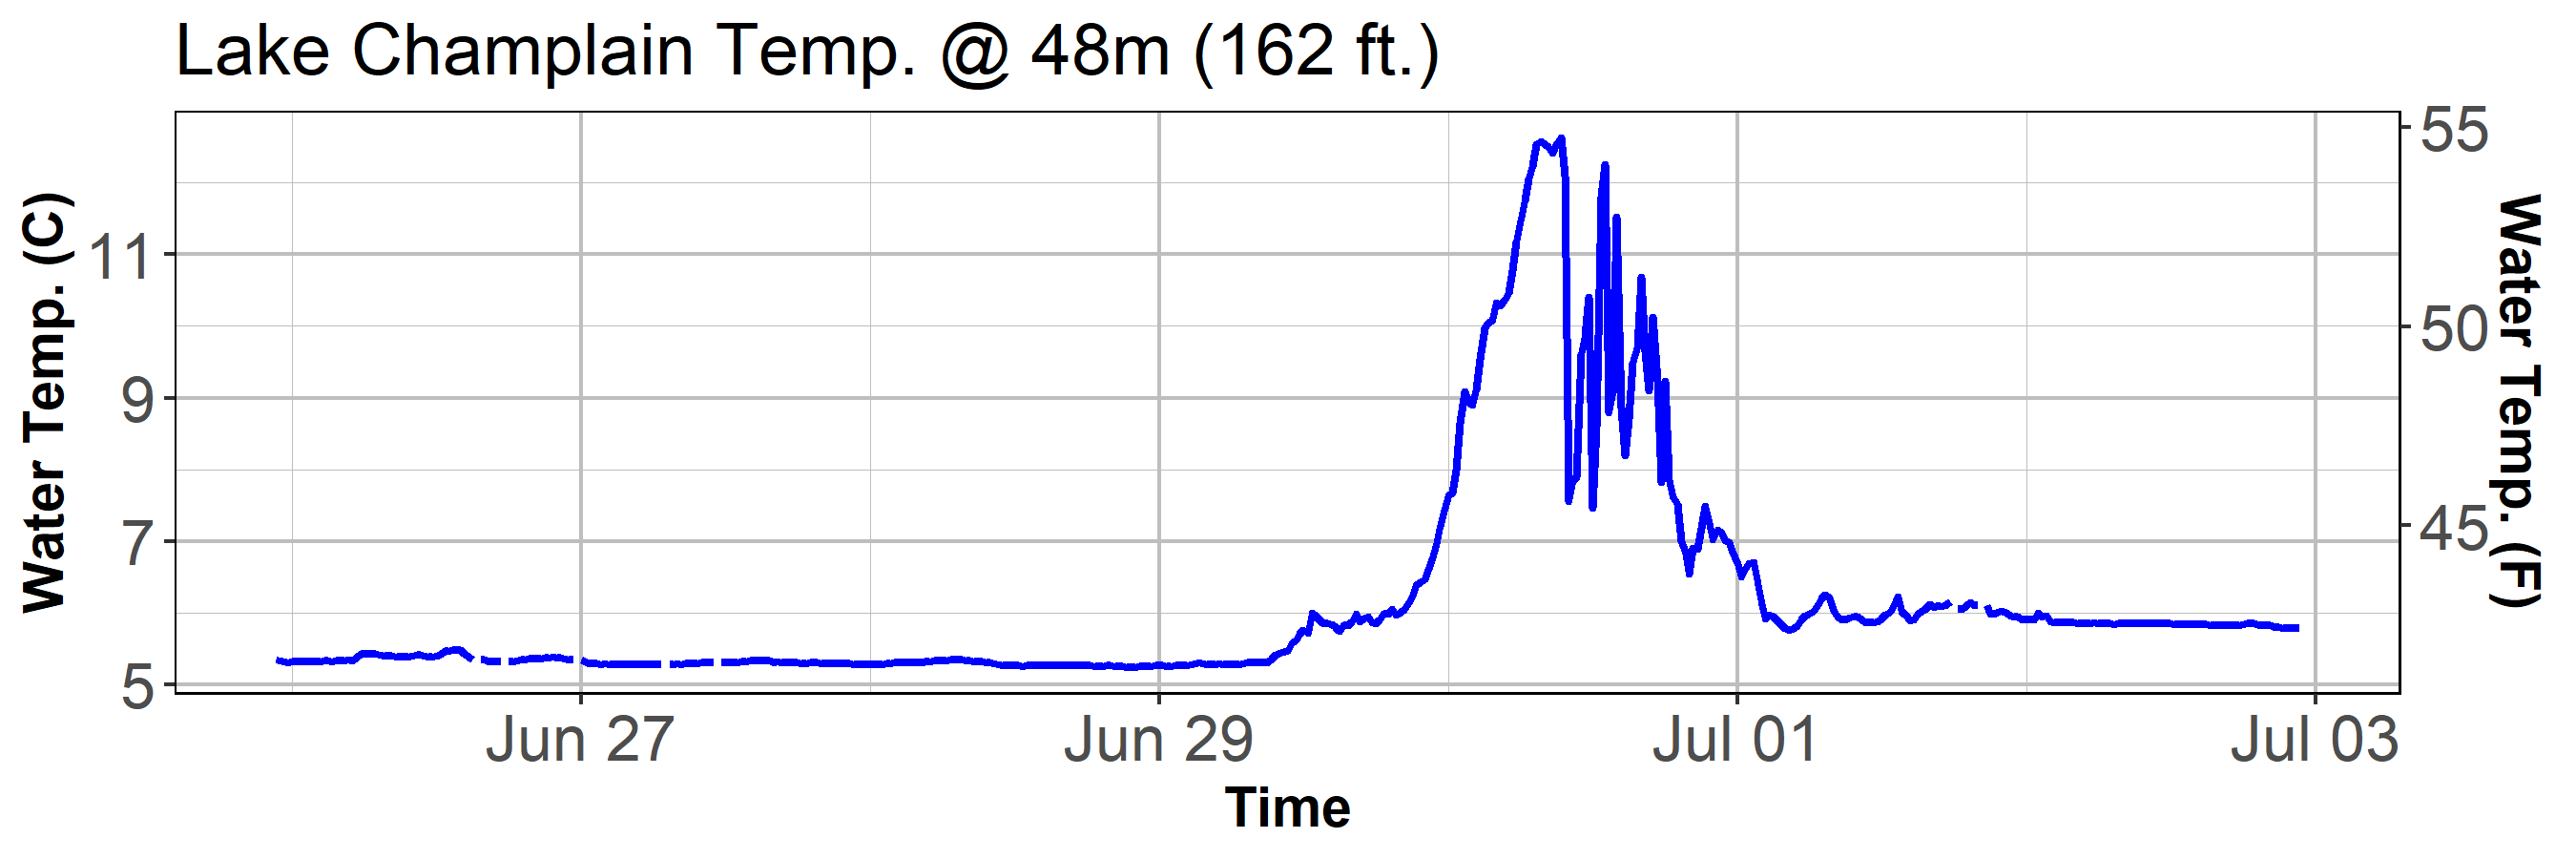 Lake Champlain Temp. @ 48m (162 ft.)
Water Temp. (C)
11
9
7
5
55
50
45
Water Temp. (F)
Jun 27
Jun 29
Jul 01
Jul 03
Time